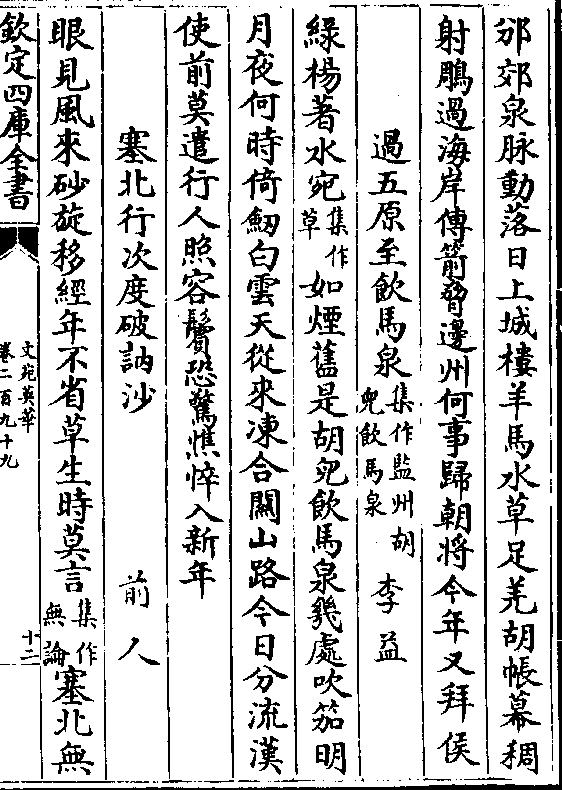 邠郊泉脉動落日上城樓羊馬水草足羌胡帳幕稠
射鵰過海岸傳箭脅邊州何事歸朝將今年又拜侯
過五原至飲馬泉集作監州胡兒飲馬泉 李益
緑楊著水宛集作草如煙舊是胡兒飲馬泉幾處吹笳明
月夜何時倚劒白雲天從來凍合關山路今日分流漢
使前莫遣行人照容鬢恐驚憔悴入新年
塞北行次度破訥沙 前人
眼見風來砂旋移經年不省草生時莫言集作無論塞北無
欽定四庫全書
文苑英華
卷二百九十九
十二